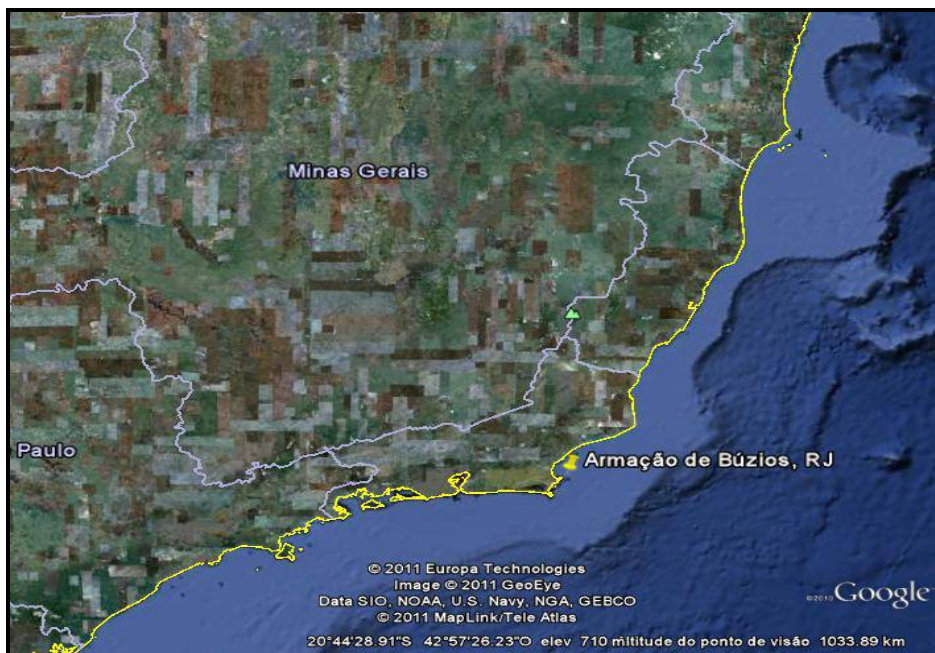 Minas Gerais
Paulo
Armação de Búzios, RJ
© 2011 Europa Technologies
Image © 2011 GeoEye
Data SIO, NOAA, U.S. Navy, NGA, GEBCO
© 2011 MapLink/Tele Atlas
©2010 Google
20°44'28.91"S 42°57'26.23"O elev 710 mltitude do ponto de visão 1033.89 km